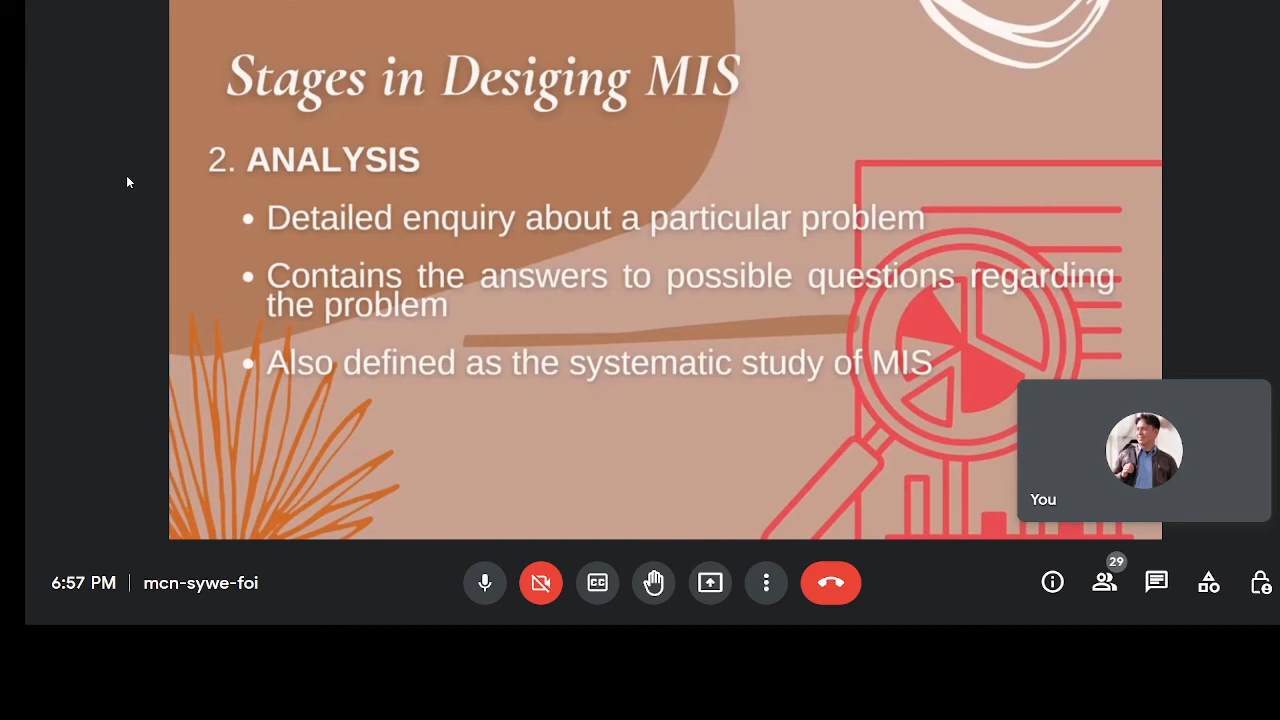 Stages in Desiging MIS
2. ANALYSIS
• Detailed enquiry about a particular problem
• Contains the answers to possible questions regarding
the problem
• Also defined as the systematic study of MIS
You
6:57 PM | mcn-sywe-foi
CC
29